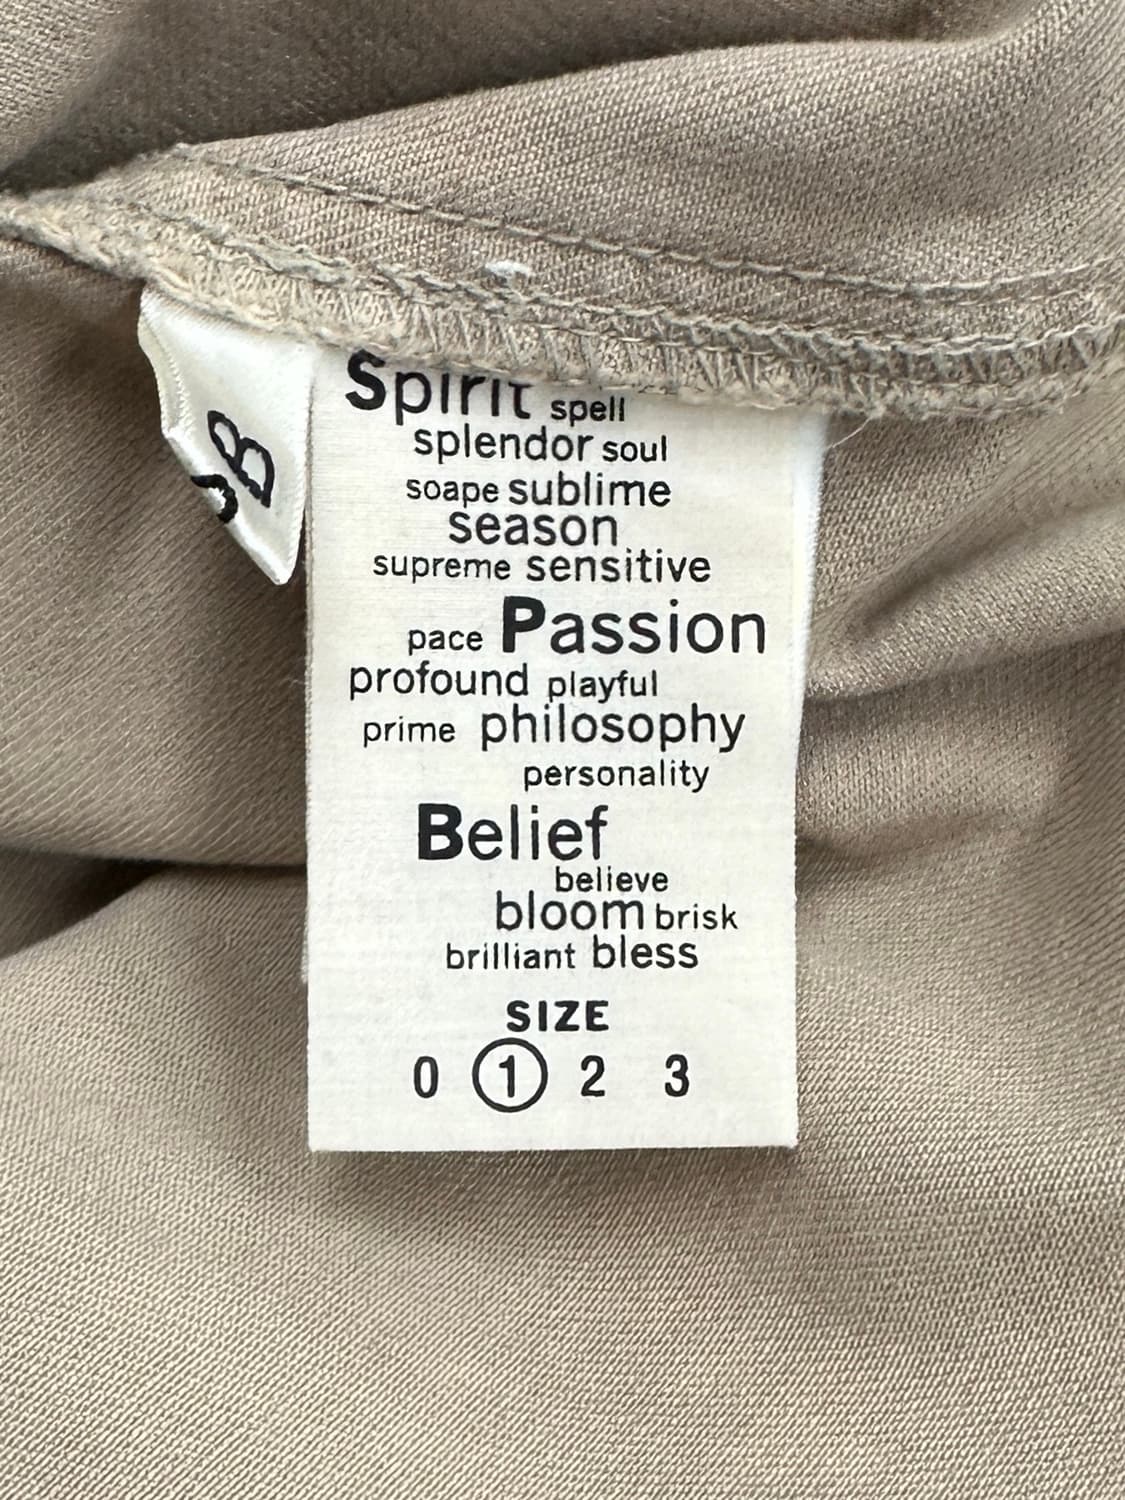 Spirit spell
splendor soul
soape sublime
season
supreme sensitive
pace Passion
profound playful
prime philosophy
personality
Belief
believe
bloom brisk
brilliant bless
SIZE
0 1 2 3
B